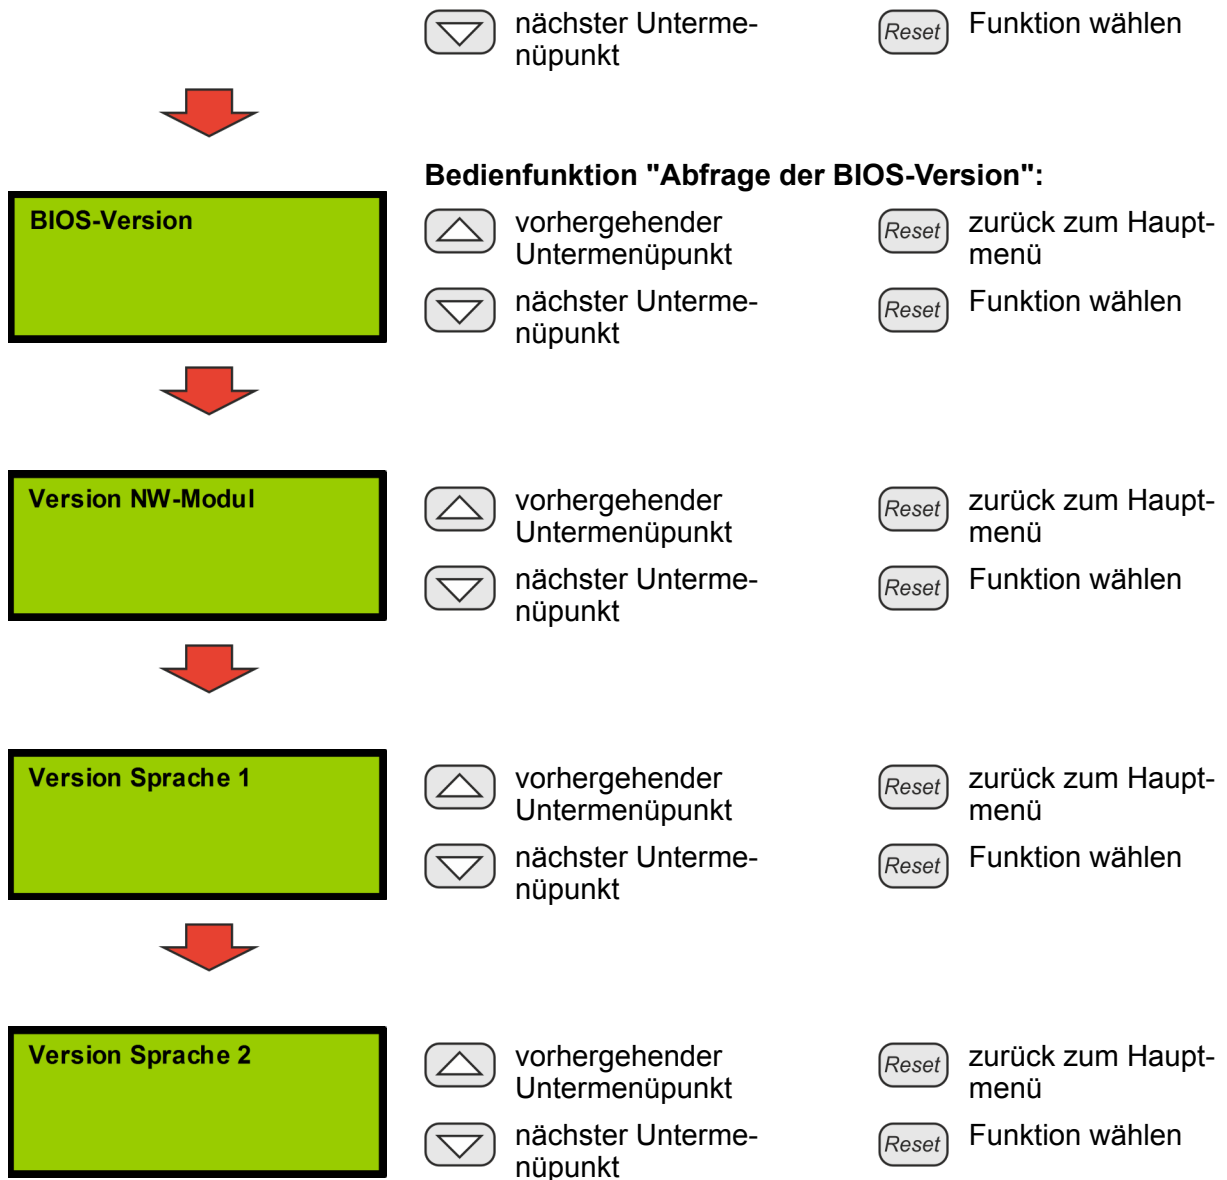 nächster Unterme-
nüpunkt
Reset
Funktion wählen
Bedienfunktion "Abfrage der BIOS-Version":
BIOS-Version
vorhergehender
Untermenüpunkt
Reset
zurück zum Haupt-
menü
nächster Unterme-
nüpunkt
Reset
Funktion wählen
Version NW-Modul
vorhergehender
Untermenüpunkt
Reset
zurück zum Haupt-
menü
nächster Unterme-
nüpunkt
Reset
Funktion wählen
Version Sprache 1
vorhergehender
Untermenüpunkt
Reset
zurück zum Haupt-
menü
nächster Unterme-
nüpunkt
Reset
Funktion wählen
Version Sprache 2
vorhergehender
Untermenüpunkt
Reset
zurück zum Haupt-
menü
nächster Unterme-
nüpunkt
Reset
Funktion wählen